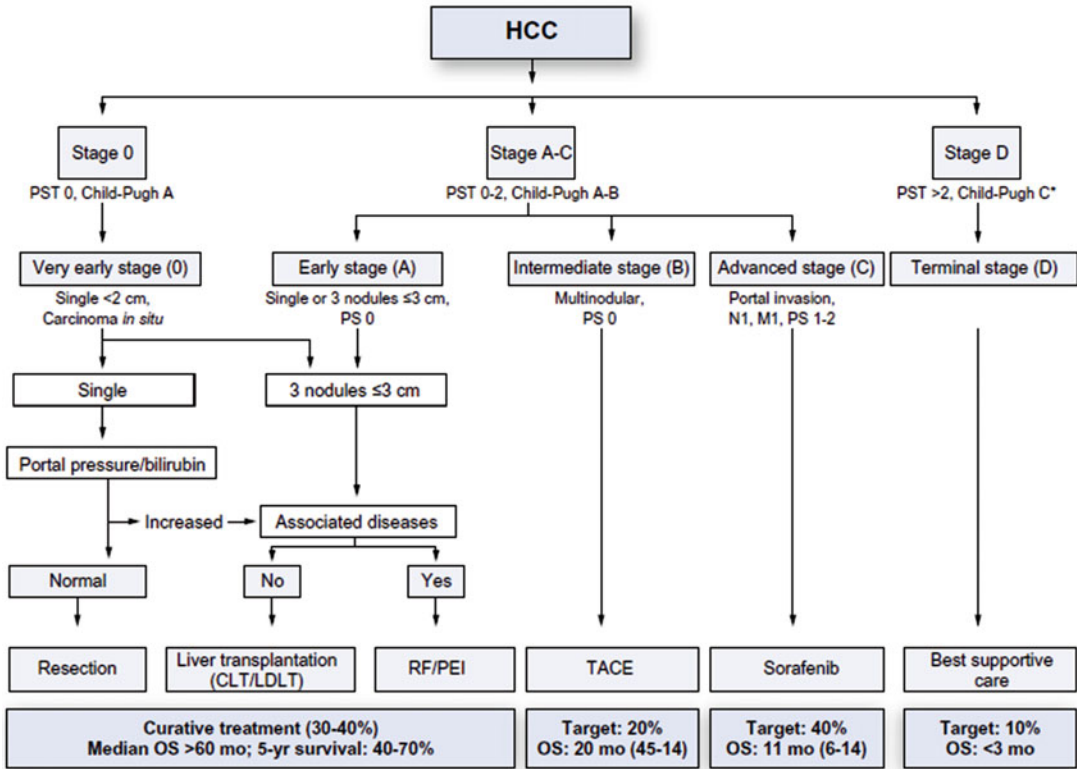 HCC
Stage 0
Stage A-C
Stage D
PST 0, Child-Pugh A
PST 0-2, Child-Pugh A-B
PST >2, Child-Pugh C*
Very early stage (0)
Early stage (A)
Intermediate stage (B)
Advanced stage (C)
Terminal stage (D)
Single <2 cm,
Carcinoma in situ
Single or 3 nodules ≤3 cm,
PS 0
Multinodular,
PS 0
Portal invasion,
N1, M1, PS 1-2
Single
3 nodules ≤3 cm
Portal pressure/bilirubin
Increased
Associated diseases
Normal
No
Yes
Resection
Liver transplantation
(CLT/LDLT)
RF/PEI
TACE
Sorafenib
Best supportive
care
Curative treatment (30-40%)
Median OS >60 mo; 5-yr survival: 40-70%
Target: 20%
OS: 20 mo (45-14)
Target: 40%
OS: 11 mo (6-14)
Target: 10%
OS: <3 mo